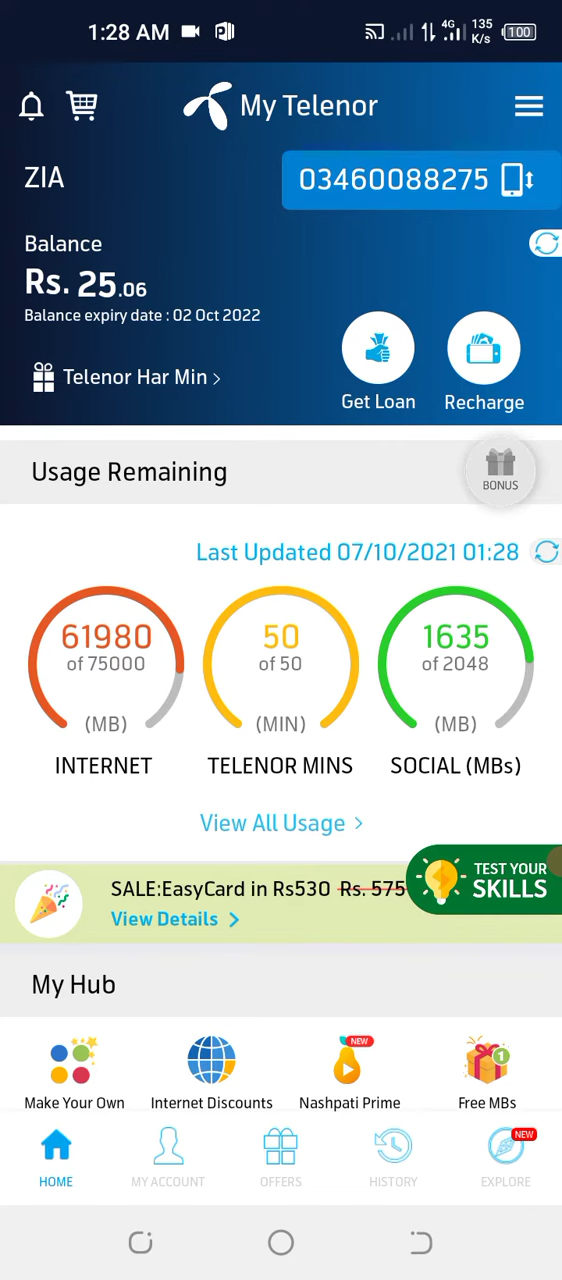 1:28 AM 4G 135 K/s 100
My Telenor
ZIA 03460088275
Balance
Rs. 25.06
Balance expiry date : 02 Oct 2022
Telenor Har Min >
Get Loan Recharge
Usage Remaining
BONUS
Last Updated 07/10/2021 01:28
61980 50 1635
of 75000 of 50 of 2048
(MB) (MIN) (MB)
INTERNET TELENOR MINS SOCIAL (MBs)
View All Usage >
SALE:EasyCard in Rs530 Rs. 575
View Details >
TEST YOUR
SKILLS
My Hub
NEW 1
Make Your Own Internet Discounts Nashpati Prime Free MBs
NEW
HOME MY ACCOUNT OFFERS HISTORY EXPLORE